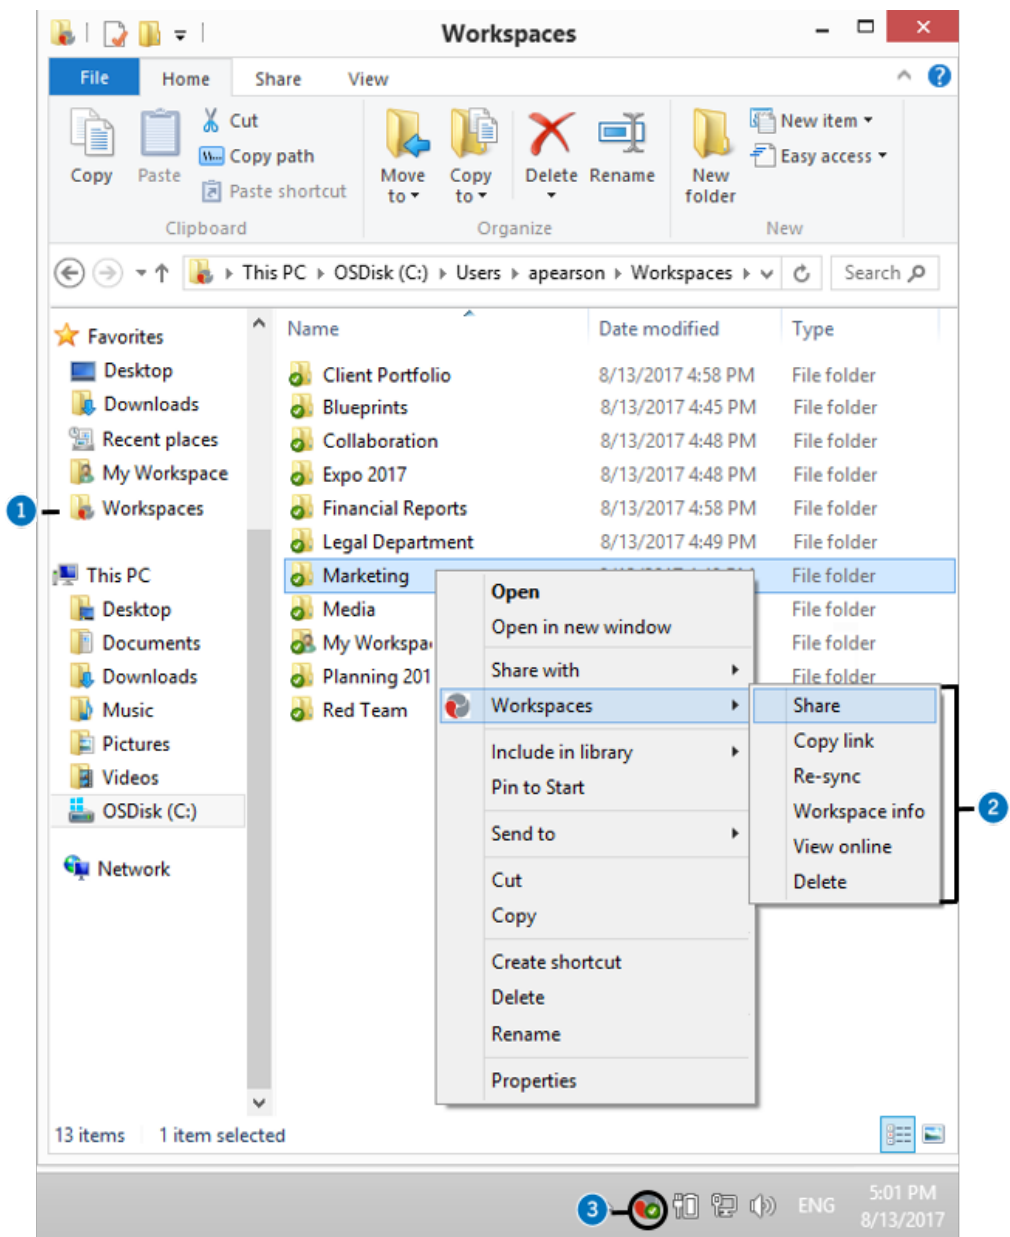 Workspaces
File Home Share View
Copy
Paste
Cut
Copy path
Paste shortcut
Clipboard
Move to
Copy to
Delete
Rename
Organize
New folder
New item
Easy access
New
This PC OSDisk (C:) Users apearson Workspaces
Search
Favorites
Desktop
Downloads
Recent places
My Workspace
1 Workspaces
This PC
Desktop
Documents
Downloads
Music
Pictures
Videos
OSDisk (C:)
Network
Name Date modified Type
Client Portfolio 8/13/2017 4:58 PM File folder
Blueprints 8/13/2017 4:45 PM File folder
Collaboration 8/13/2017 4:48 PM File folder
Expo 2017 8/13/2017 4:48 PM File folder
Financial Reports 8/13/2017 4:58 PM File folder
Legal Department 8/13/2017 4:49 PM File folder
Marketing File folder
Media File folder
My Workspa File folder
Planning 201 File folder
Red Team
Open
Open in new window
Share with
Workspaces
Include in library
Pin to Start
Send to
Cut
Copy
Create shortcut
Delete
Rename
Properties
Share
Copy link
Re-sync
Workspace info
View online
Delete
2
13 items 1 item selected
3
ENG
5:01 PM
8/13/2017